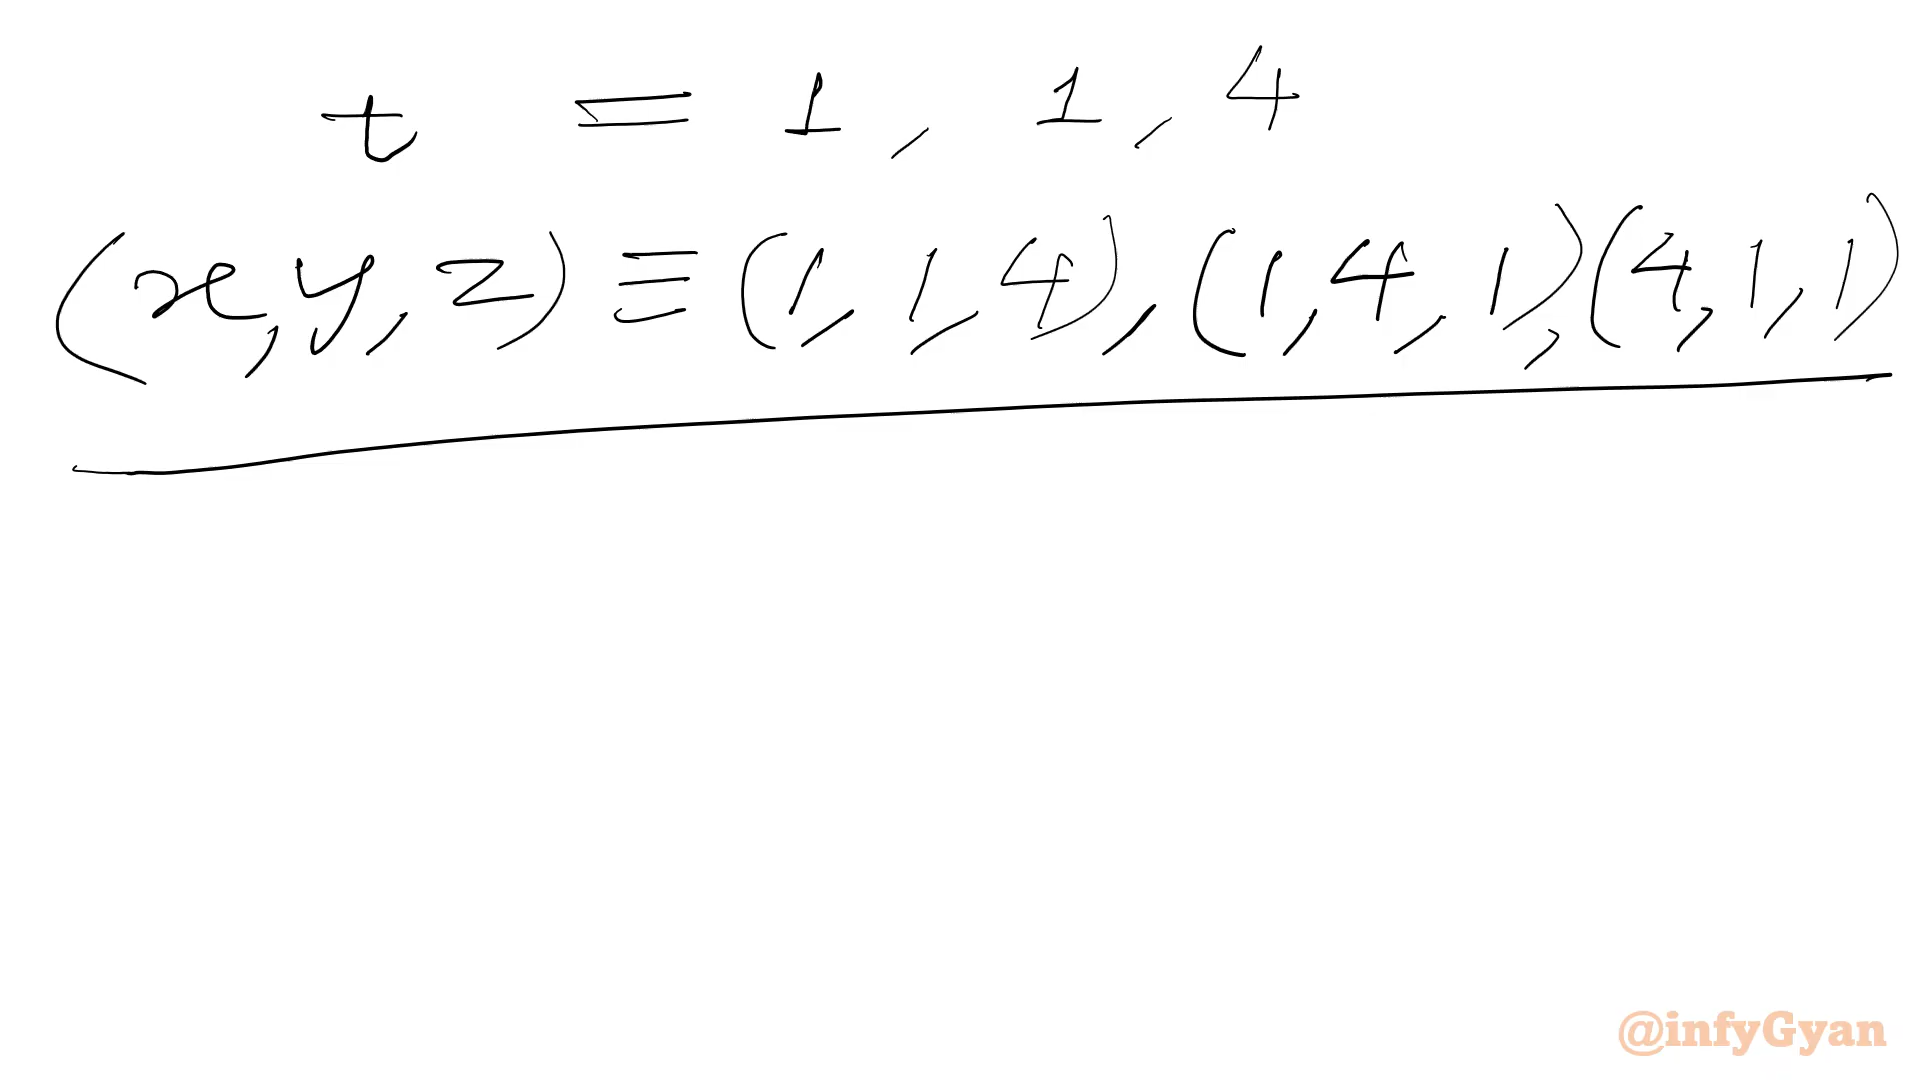 t = 1, 1, 4
(x, y, z) ≡ (1, 1, 4), (1, 4, 1), (4, 1, 1)
@infyGyan